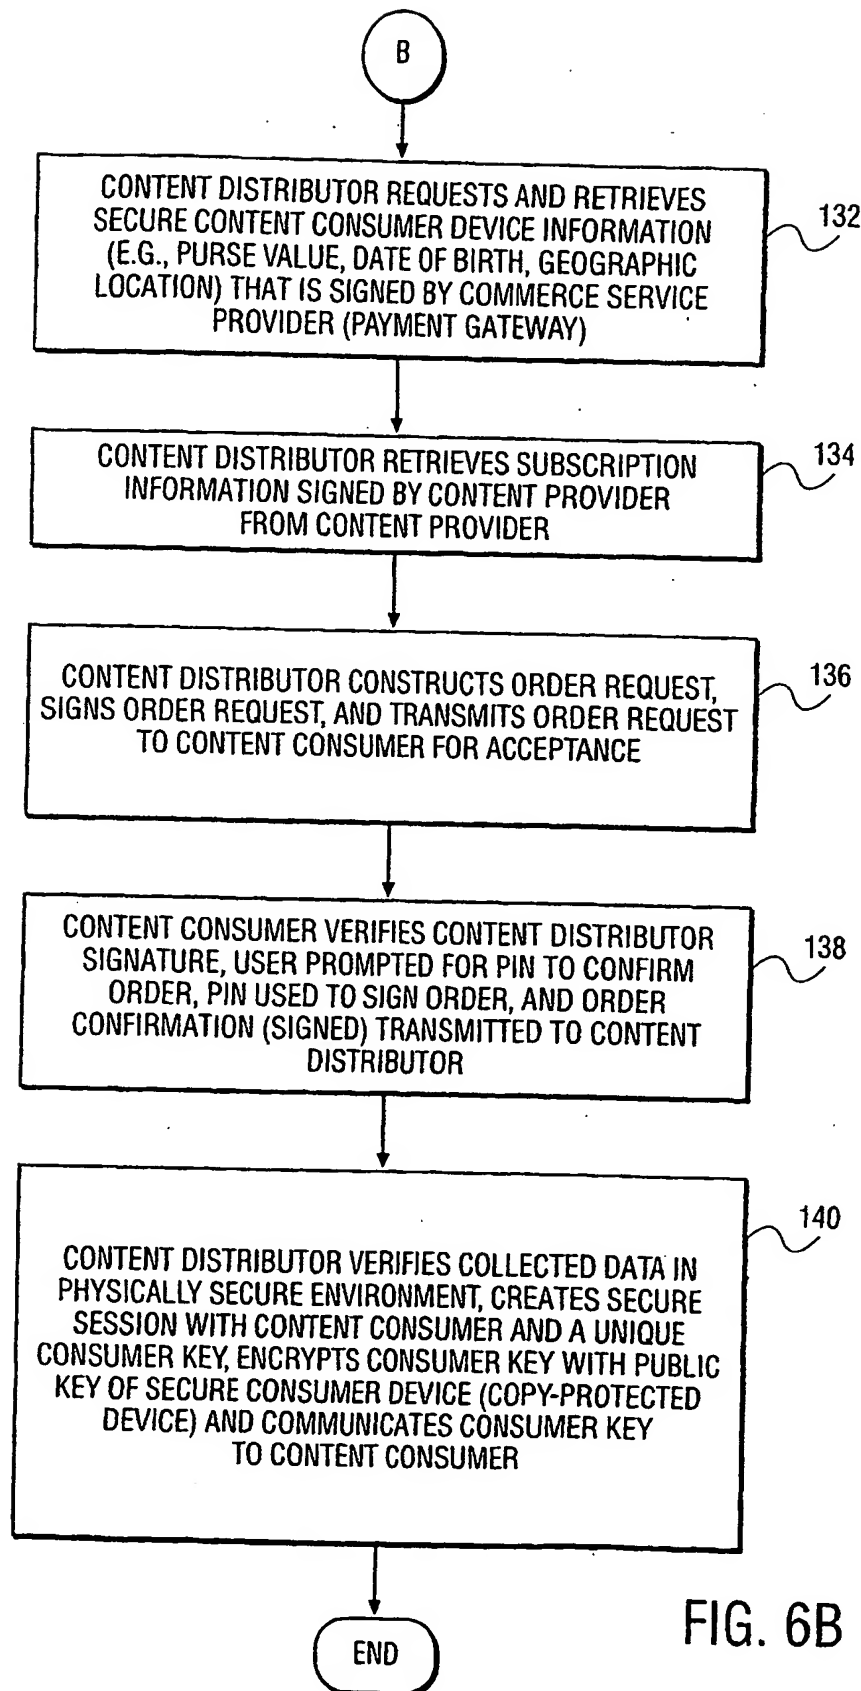 B
CONTENT DISTRIBUTOR REQUESTS AND RETRIEVES
SECURE CONTENT CONSUMER DEVICE INFORMATION
(E.G., PURSE VALUE, DATE OF BIRTH, GEOGRAPHIC
LOCATION) THAT IS SIGNED BY COMMERCE SERVICE
PROVIDER (PAYMENT GATEWAY)
132
CONTENT DISTRIBUTOR RETRIEVES SUBSCRIPTION
INFORMATION SIGNED BY CONTENT PROVIDER
FROM CONTENT PROVIDER
134
CONTENT DISTRIBUTOR CONSTRUCTS ORDER REQUEST,
SIGNS ORDER REQUEST, AND TRANSMITS ORDER REQUEST
TO CONTENT CONSUMER FOR ACCEPTANCE
136
CONTENT CONSUMER VERIFIES CONTENT DISTRIBUTOR
SIGNATURE, USER PROMPTED FOR PIN TO CONFIRM
ORDER, PIN USED TO SIGN ORDER, AND ORDER
CONFIRMATION (SIGNED) TRANSMITTED TO CONTENT
DISTRIBUTOR
138
CONTENT DISTRIBUTOR VERIFIES COLLECTED DATA IN
PHYSICALLY SECURE ENVIRONMENT, CREATES SECURE
SESSION WITH CONTENT CONSUMER AND A UNIQUE
CONSUMER KEY, ENCRYPTS CONSUMER KEY WITH PUBLIC
KEY OF SECURE CONSUMER DEVICE (COPY-PROTECTED
DEVICE) AND COMMUNICATES CONSUMER KEY
TO CONTENT CONSUMER
140
END
FIG. 6B